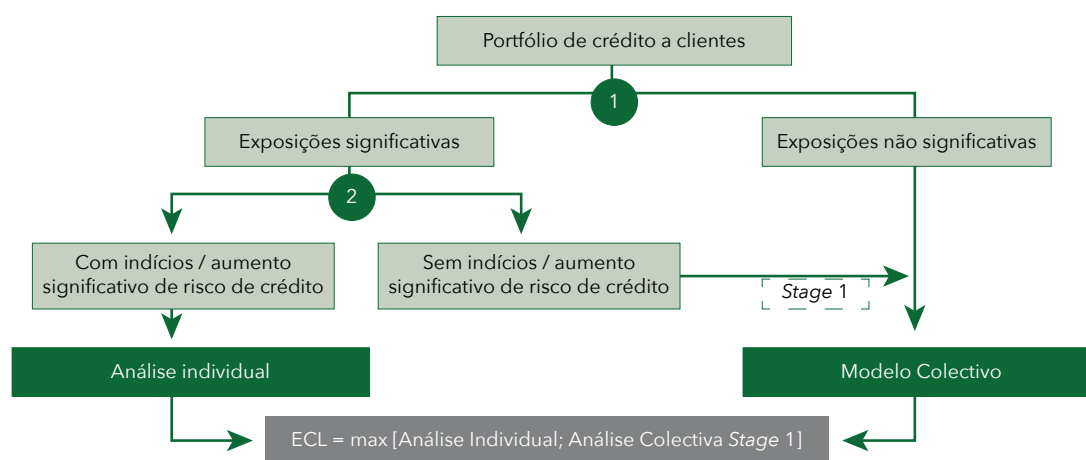 Portfólio de crédito a clientes
1
Exposições significativas
Exposições não significativas
2
Com indícios / aumento
significativo de risco de crédito
Sem indícios / aumento
significativo de risco de crédito
Stage 1
Análise individual
Modelo Colectivo
ECL = max [Análise Individual; Análise Colectiva Stage 1]